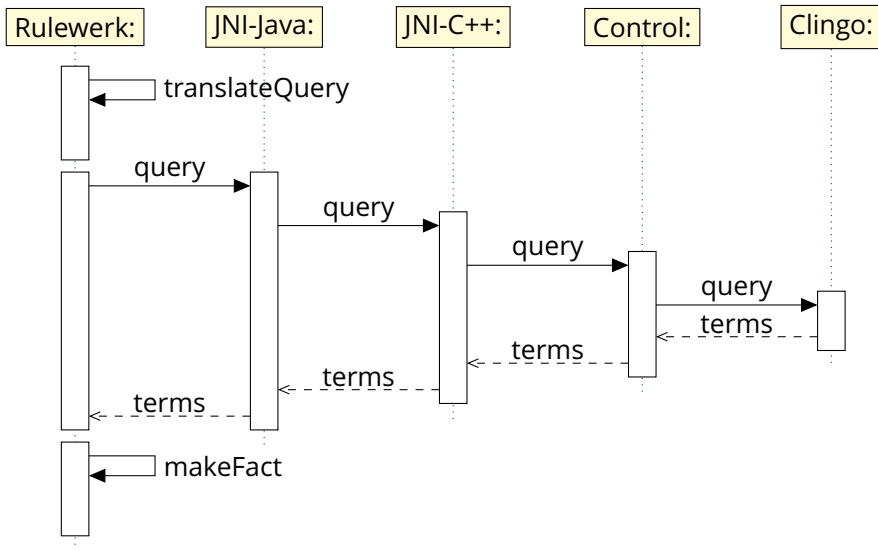 Rulewerk:
JNI-Java:
JNI-C++:
Control:
Clingo:
translateQuery
query
query
query
query
terms
terms
terms
terms
makeFact